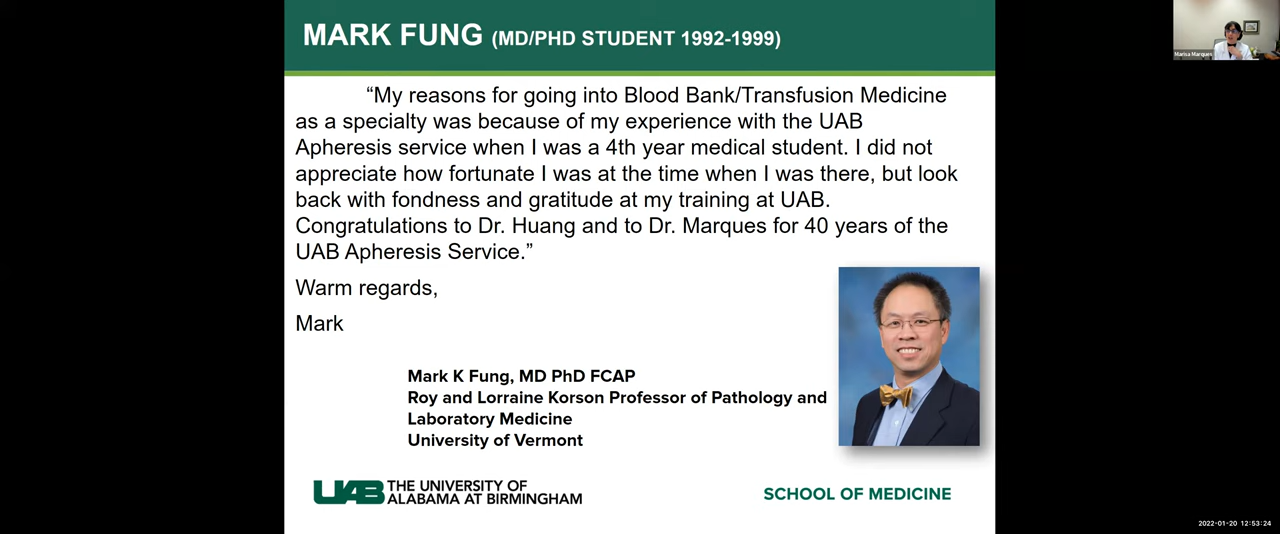 MARK FUNG (MD/PHD STUDENT 1992-1999)
Marisa Marques
“My reasons for going into Blood Bank/Transfusion Medicine
as a specialty was because of my experience with the UAB
Apheresis service when I was a 4th year medical student. I did not
appreciate how fortunate I was at the time when I was there, but look
back with fondness and gratitude at my training at UAB.
Congratulations to Dr. Huang and to Dr. Marques for 40 years of the
UAB Apheresis Service.”
Warm regards,
Mark
Mark K Fung, MD PhD FCAP
Roy and Lorraine Korson Professor of Pathology and
Laboratory Medicine
University of Vermont
UAB THE UNIVERSITY OF
ALABAMA AT BIRMINGHAM
SCHOOL OF MEDICINE
2022-01-20 12:53:24